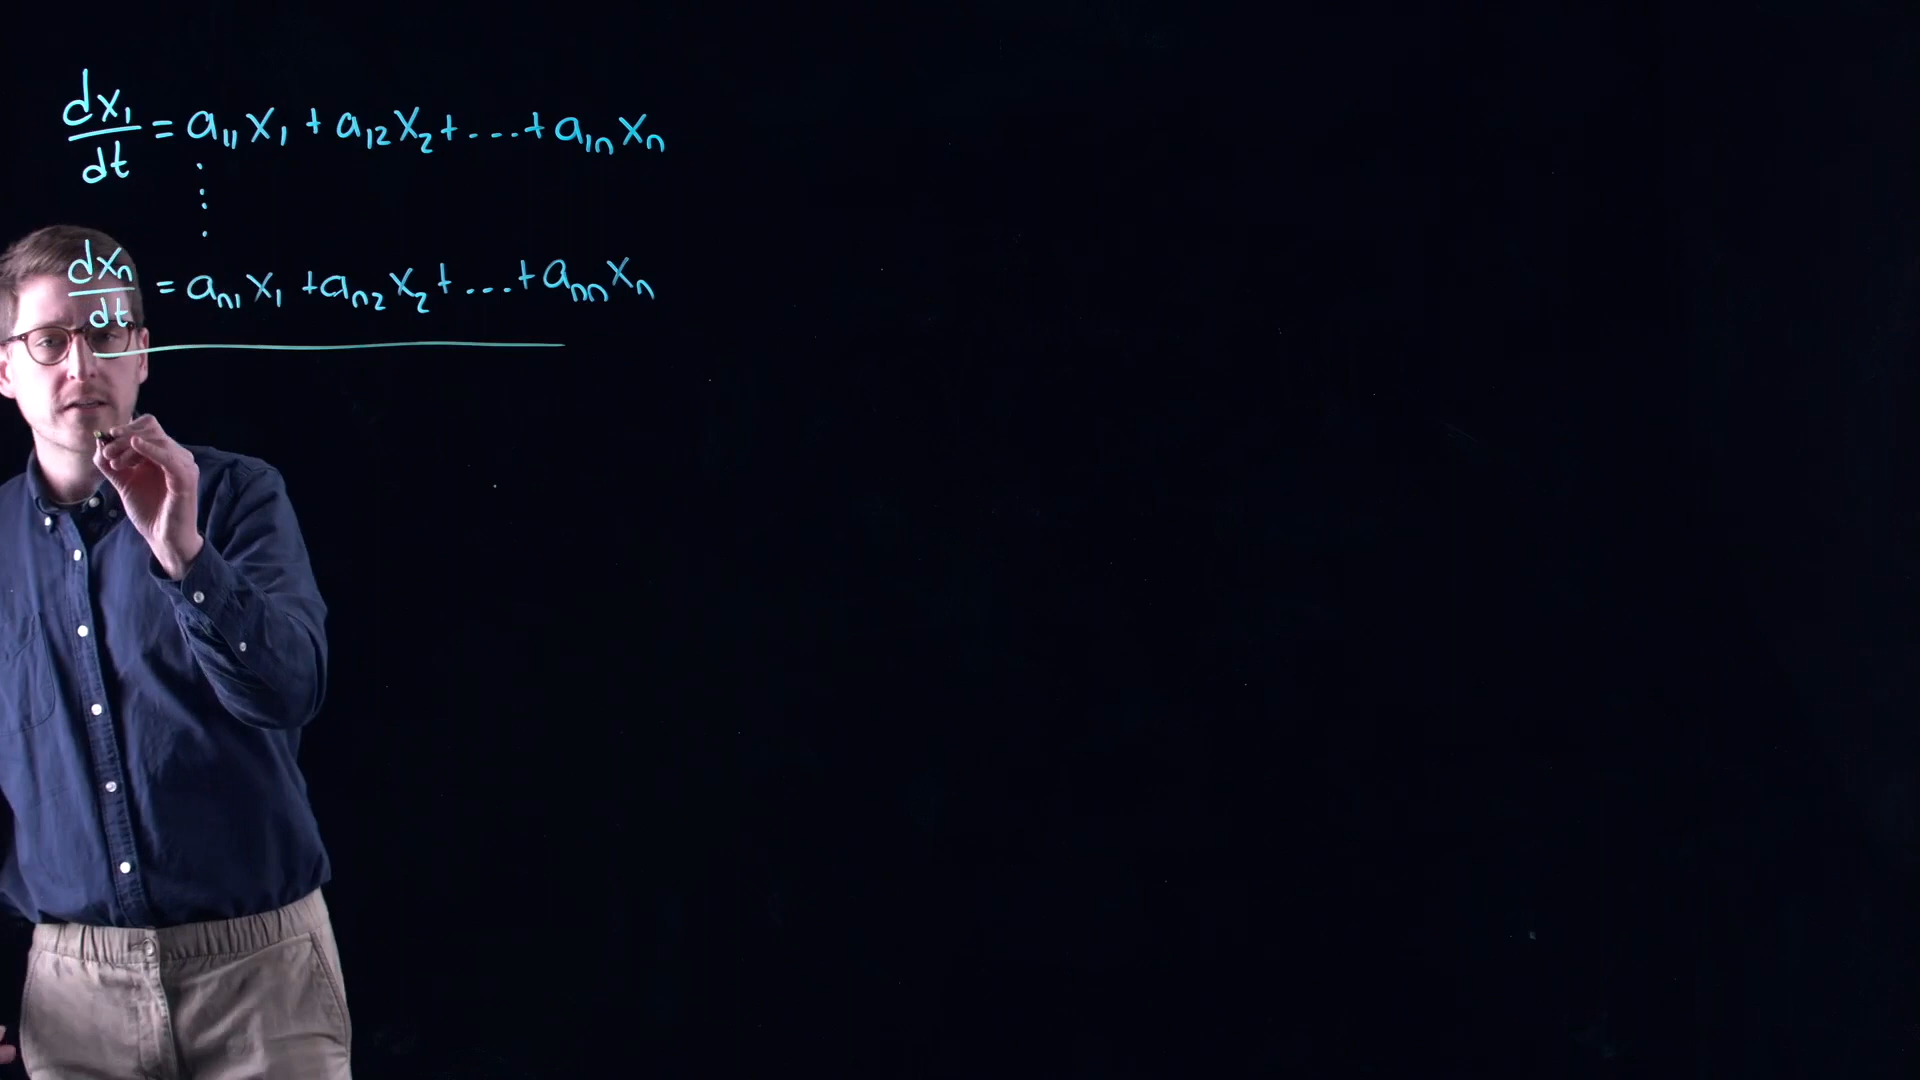 dx₁/dt = a₁₁x₁ + a₁₂x₂ + ... + a₁ₙxₙ
⋮
dxₙ/dt = aₙ₁x₁ + aₙ₂x₂ + ... + aₙₙxₙ